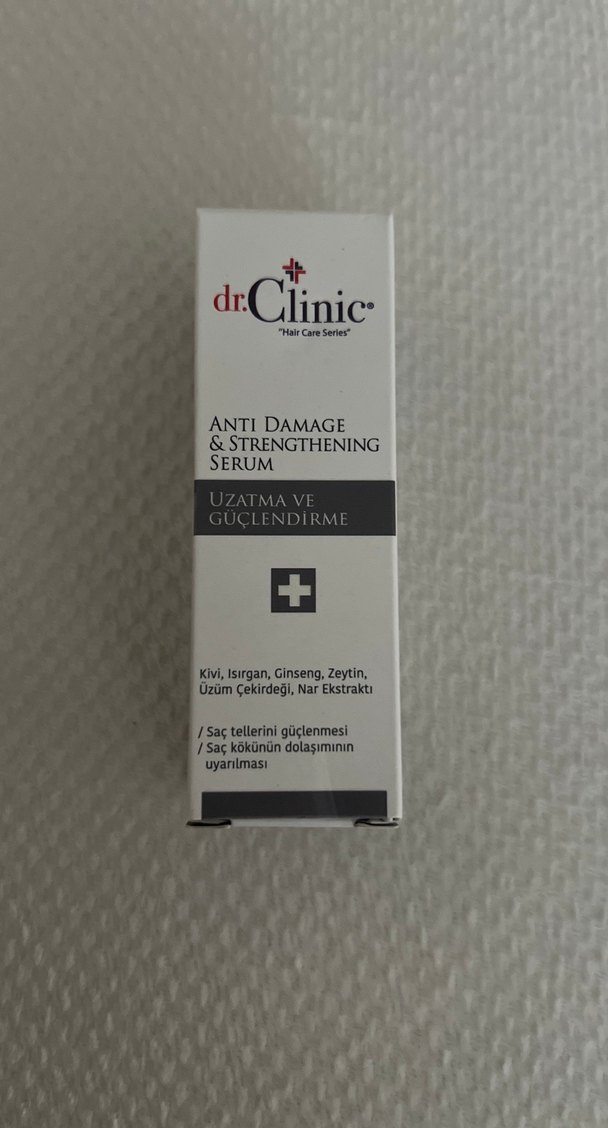 dr.Clinic®
"Hair Care Series"
ANTI DAMAGE
& STRENGTHENING
SERUM
UZATMA VE
GÜÇLENDİRME
Kivi, Isırgan, Ginseng, Zeytin,
Üzüm Çekirdeği, Nar Ekstraktı
/ Saç tellerini güçlenmesi
/ Saç kökünün dolaşımının
uyarılması